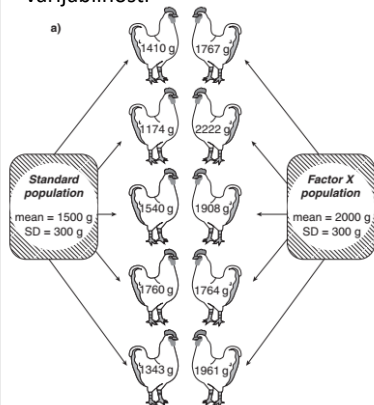 varijabilnosti
a)
1410 g 1767 g
1174 g 2222 g
Standard population
mean = 1500 g
SD = 300 g
1540 g 1908 g
Factor X population
mean = 2000 g
SD = 300 g
1760 g 1764 g
1343 g 1961 g